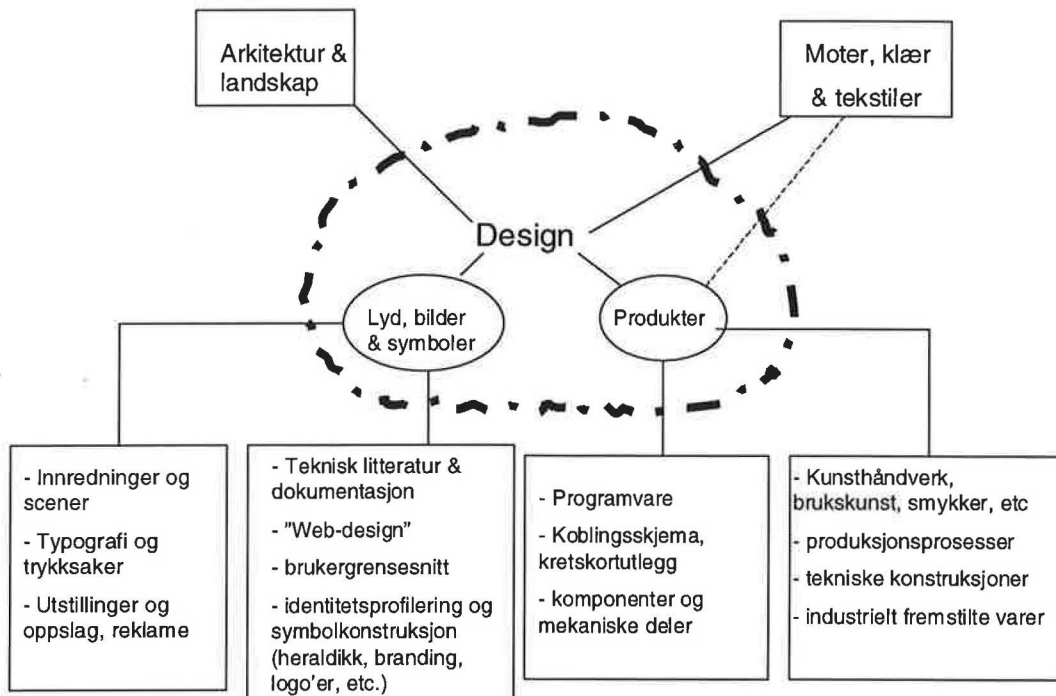 Arkitektur &
landskap
Moter, klær
& tekstiler
Design
Lyd, bilder
& symboler
Produkter
- Innredninger og
scener
- Typografi og
trykksaker
- Utstillinger og
oppslag, reklame
- Teknisk litteratur &
dokumentasjon
- "Web-design"
- brukergrensesnitt
- identitetsprofilering og
symbolkonstruksjon
(heraldikk, branding,
logo'er, etc.)
- Programvare
- Koblingsskjema,
kretskortutlegg
- komponenter og
mekaniske deler
- Kunsthåndverk,
brukskunst, smykker, etc
- produksjonsprosesser
- tekniske konstruksjoner
- industrielt fremstilte varer